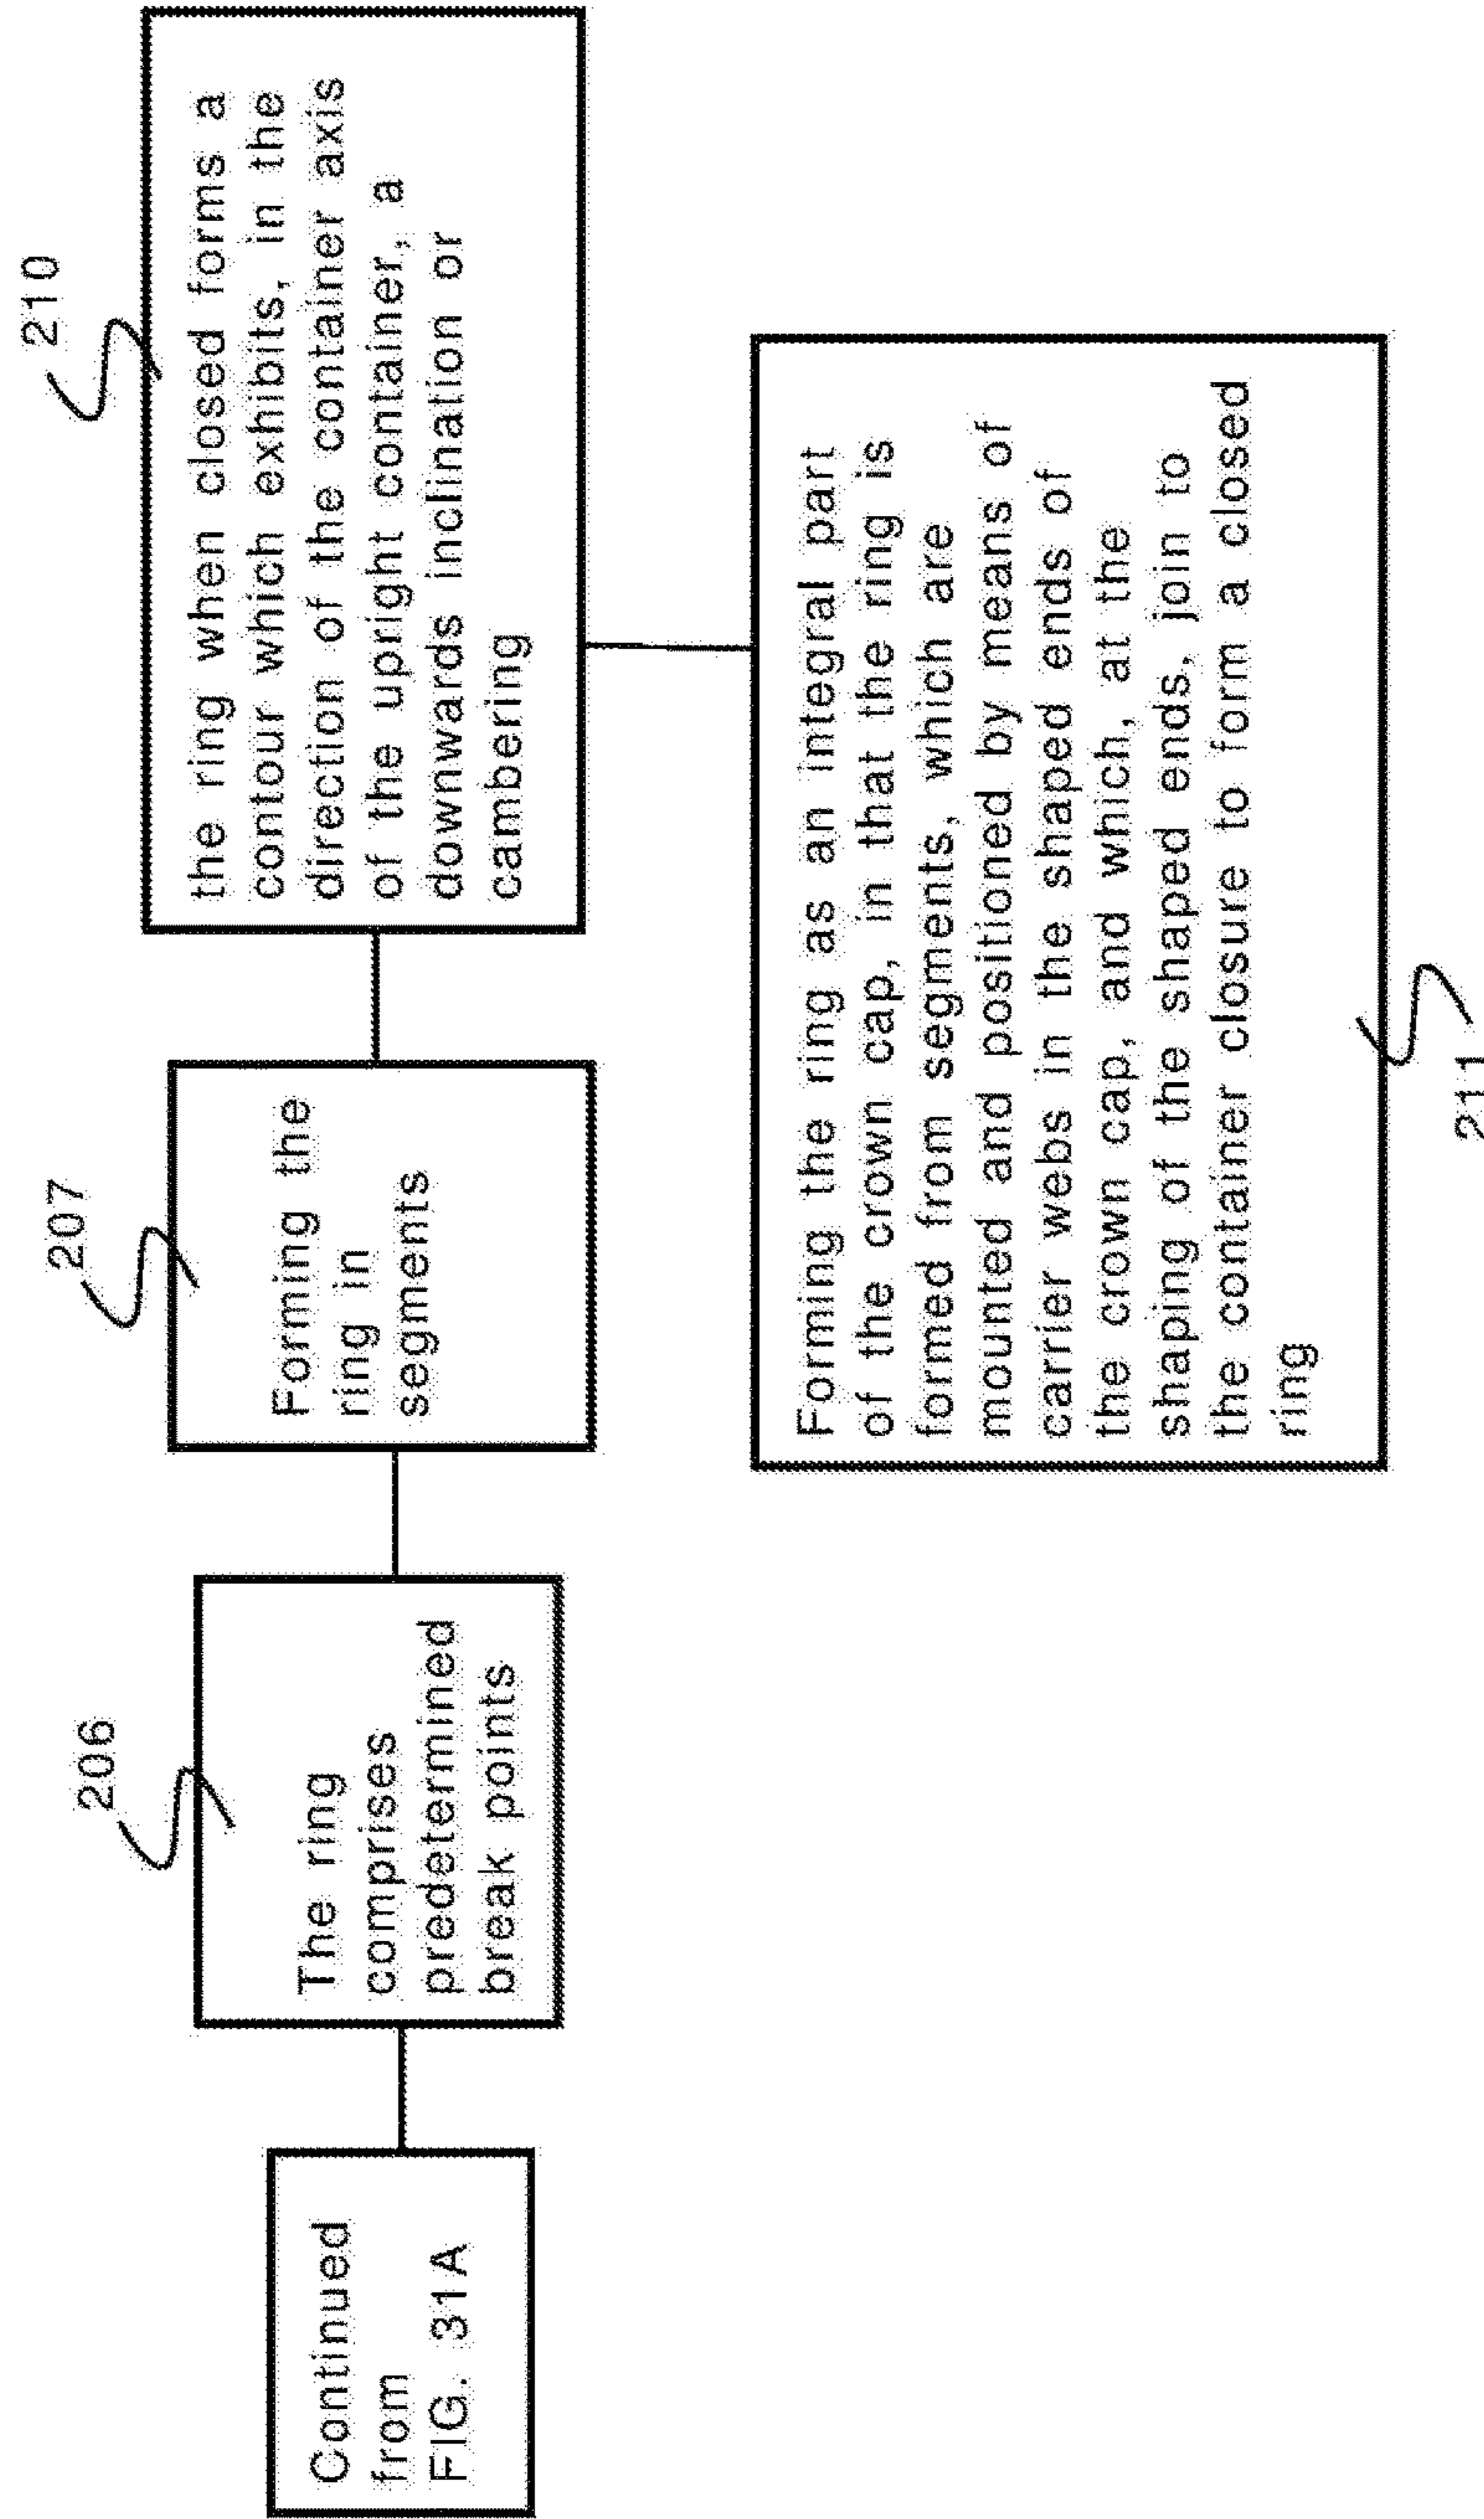 Continued
from
FIG. 31A
206
The ring
comprises
predetermined
break points
207
Forming the
ring in
segments
210
the ring when closed forms a
contour which exhibits, in the
direction of the container axis
of the upright container, a
downwards inclination or
cambering
Forming the ring as an integral part
of the crown cap, in that the ring is
formed from segments, which are
mounted and positioned by means of
carrier webs in the shaped ends of
the crown cap, and which, at the
shaping of the shaped ends, join to
the container closure to form a closed
ring
211